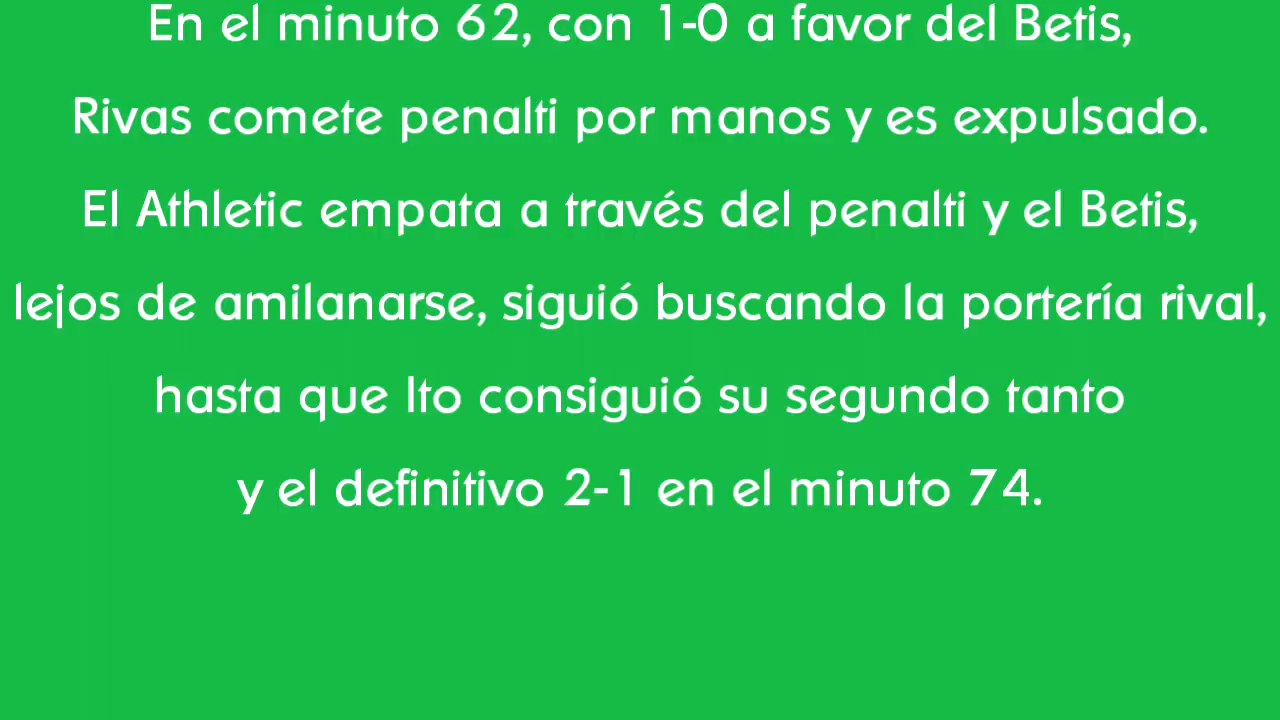 En el minuto 62, con 1-0 a favor del Betis,
Rivas comete penalti por manos y es expulsado.
El Athletic empata a través del penalti y el Betis,
lejos de amilanarse, siguió buscando la portería rival,
hasta que Ito consiguió su segundo tanto
y el definitivo 2-1 en el minuto 74.